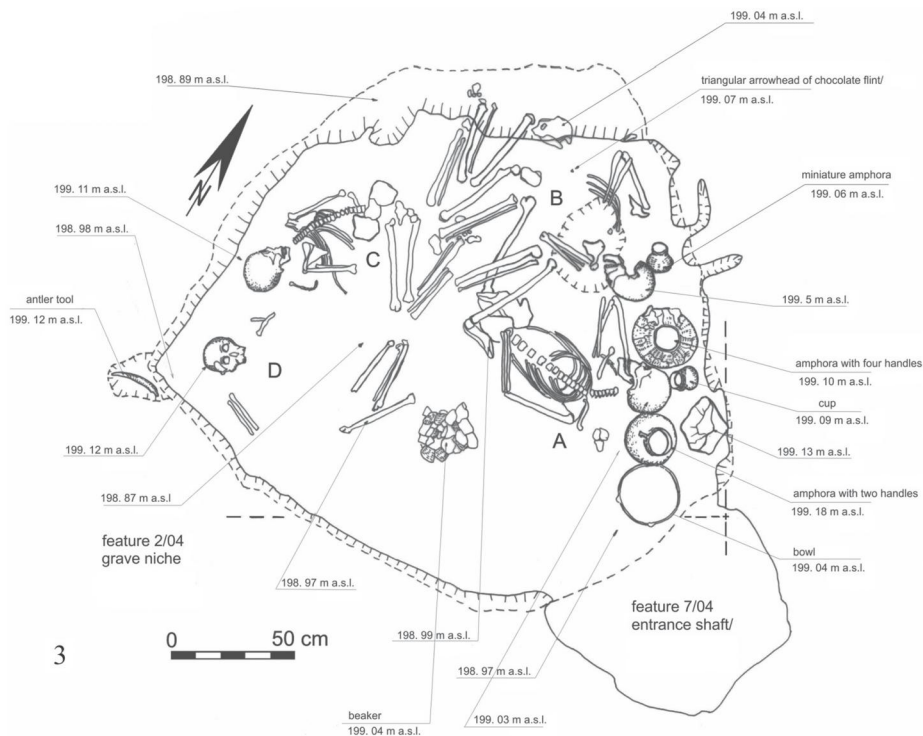 199. 04 m a.s.l.
198. 89 m a.s.l.
triangular arrowhead of chocolate flint/
199. 07 m a.s.l.
N
199. 11 m a.s.l.
miniature amphora
199. 06 m a.s.l.
B
198. 98 m a.s.l.
C
antler tool
199. 12 m a.s.l.
199. 5 m a.s.l.
D
amphora with four handles
199. 10 m a.s.l.
cup
199. 09 m a.s.l.
A
199. 12 m a.s.l.
199. 13 m a.s.l.
198. 87 m a.s.l
amphora with two handles
199. 18 m a.s.l.
feature 2/04
grave niche
bowl
199. 04 m a.s.l.
198. 97 m a.s.l.
feature 7/04
entrance shaft/
0 50 cm
3
198. 99 m a.s.l.
198. 97 m a.s.l.
beaker
199. 04 m a.s.l.
199. 03 m a.s.l.